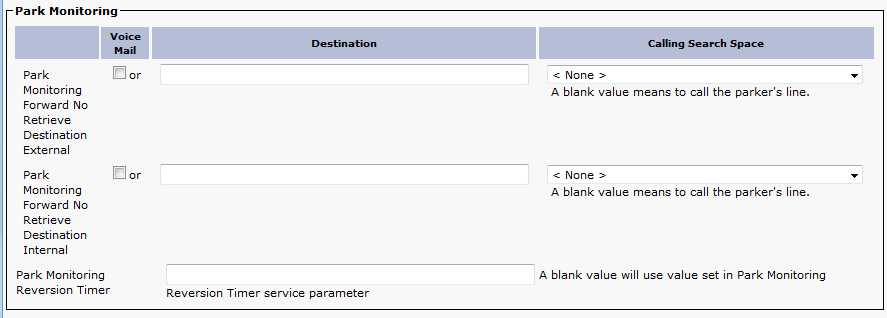 Park Monitoring
Voice
Mail
Destination
Calling Search Space
Park
Monitoring
Forward No
Retrieve
Destination
External
or
< None >
A blank value means to call the parker's line.
Park
Monitoring
Forward No
Retrieve
Destination
Internal
or
< None >
A blank value means to call the parker's line.
Park Monitoring
Reversion Timer
A blank value will use value set in Park Monitoring
Reversion Timer service parameter